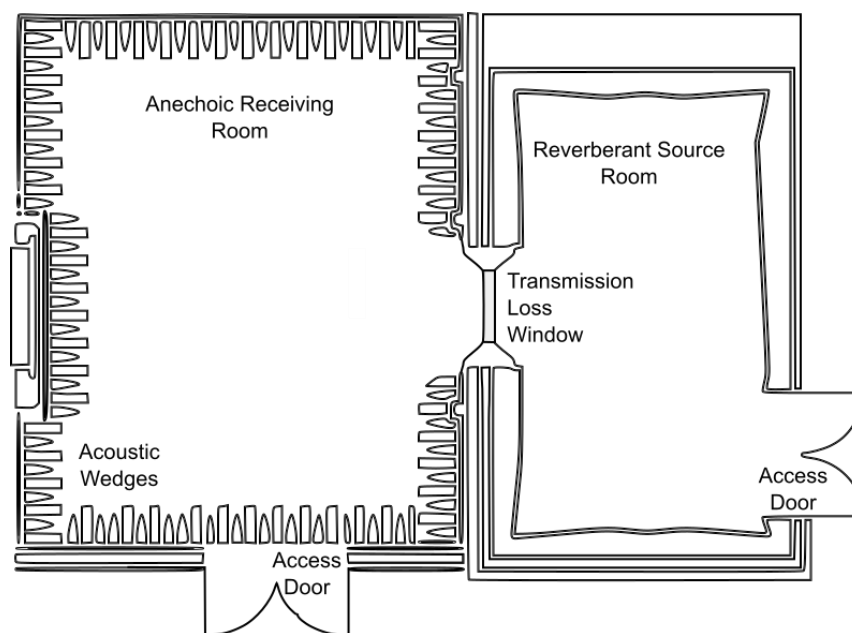 Anechoic Receiving
Room
Reverberant Source
Room
Transmission
Loss
Window
Acoustic
Wedges
Access
Door
Access
Door